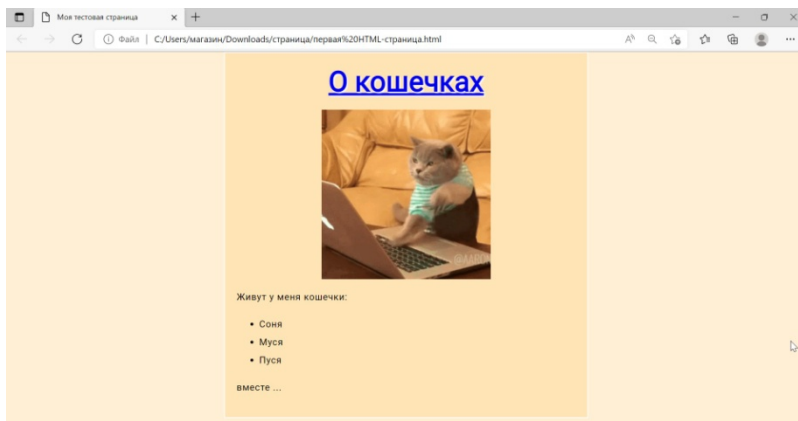 Моя тестовая страница
Файл | C:/Users/магазин/Downloads/страница/первая%20HTML-страница.html
О кошечках
Живут у меня кошечки:
• Соня
• Муся
• Пуся
вместе ...